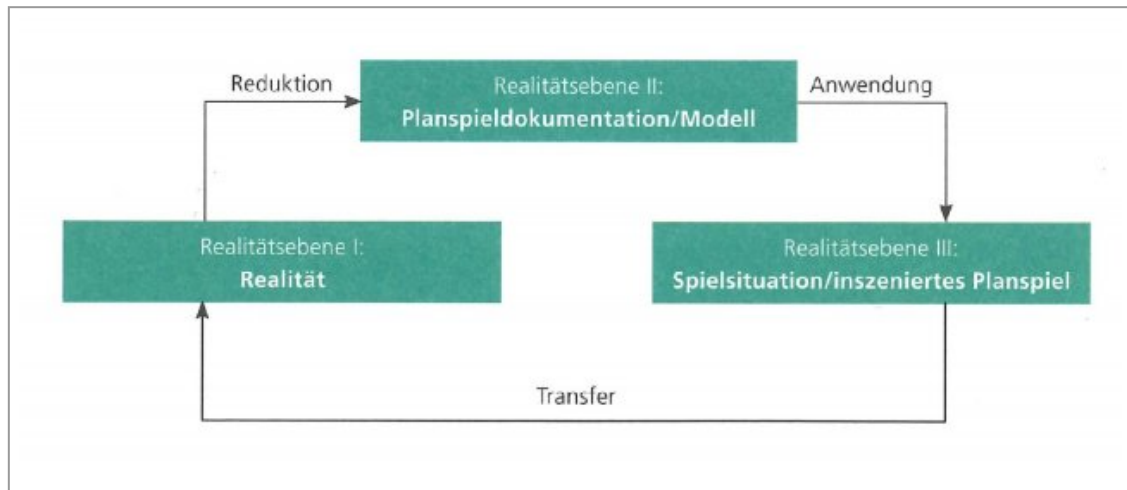 Reduktion
Realitätsebene II:
Planspieldokumentation/Modell
Anwendung
Realitätsebene I:
Realität
Realitätsebene III:
Spielsituation/inszeniertes Planspiel
Transfer